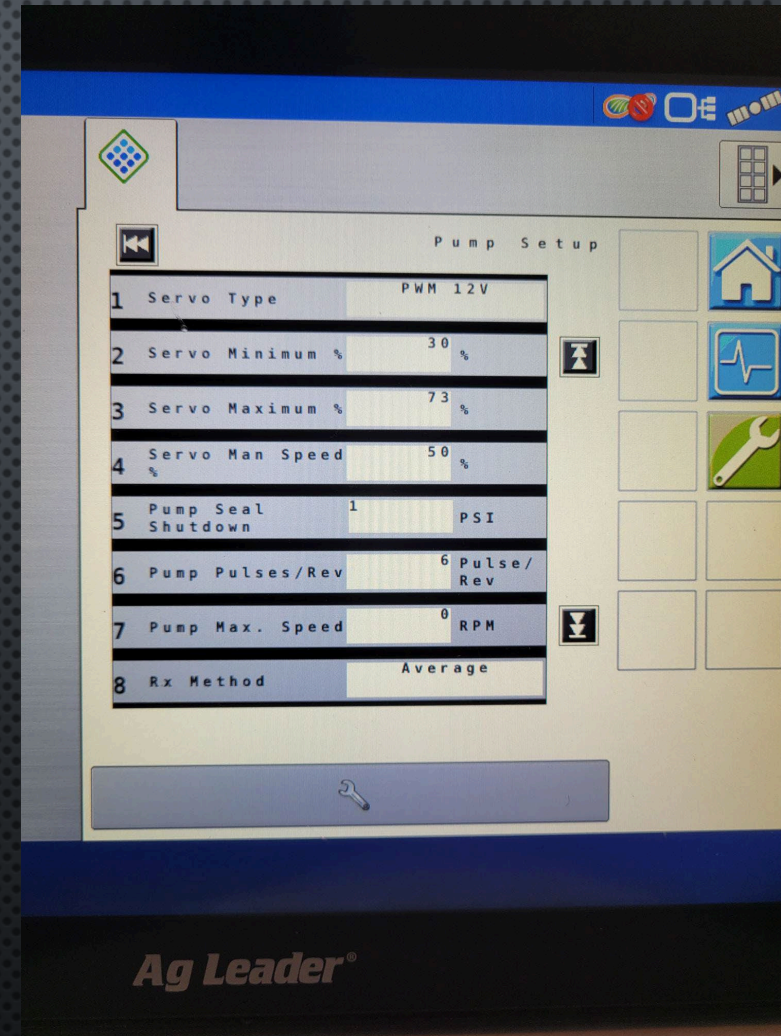 Pump Setup
1 Servo Type PWM 12V
2 Servo Minimum % 30 %
3 Servo Maximum % 73 %
4 Servo Man Speed % 50 %
5 Pump Seal Shutdown 1 PSI
6 Pump Pulses/Rev 6 Pulse/Rev
7 Pump Max. Speed 0 RPM
8 Rx Method Average
Ag Leader®